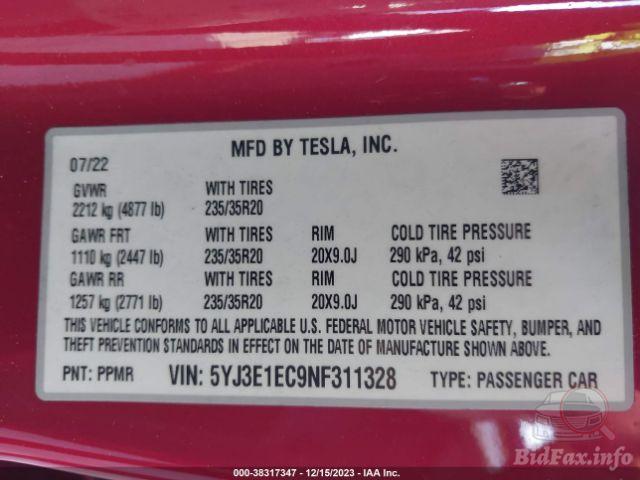 MFD BY TESLA, INC.
07/22
GVWR WITH TIRES
2212 kg (4877 lb) 235/35R20
GAWR FRT WITH TIRES RIM COLD TIRE PRESSURE
1110 kg (2447 lb) 235/35R20 20X9.0J 290 kPa, 42 psi
GAWR RR WITH TIRES RIM COLD TIRE PRESSURE
1257 kg (2771 lb) 235/35R20 20X9.0J 290 kPa, 42 psi
THIS VEHICLE CONFORMS TO ALL APPLICABLE U.S. FEDERAL MOTOR VEHICLE SAFETY, BUMPER, AND
THEFT PREVENTION STANDARDS IN EFFECT ON THE DATE OF MANUFACTURE SHOWN ABOVE.
PNT: PPMR VIN: 5YJ3E1EC9NF311328 TYPE: PASSENGER CAR
BidFax.info
000-38317347 - 12/15/2023 - IAA Inc.